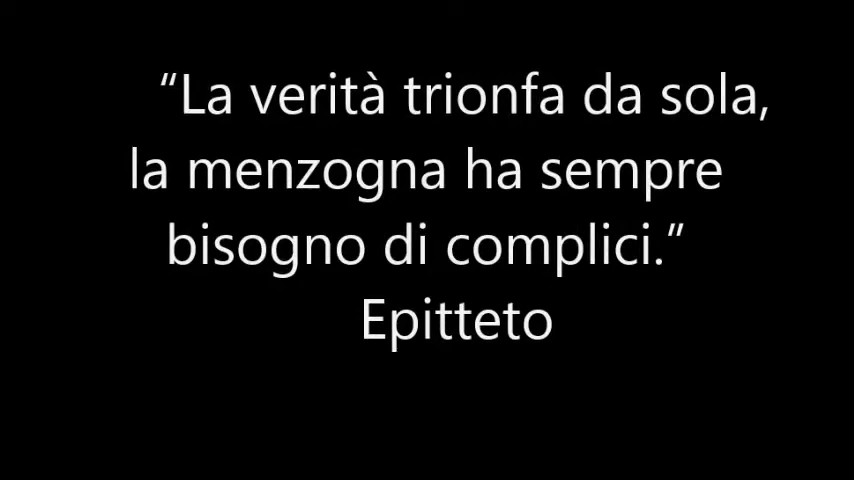 “La verità trionfa da sola,
la menzogna ha sempre
bisogno di complici.”
Epitteto